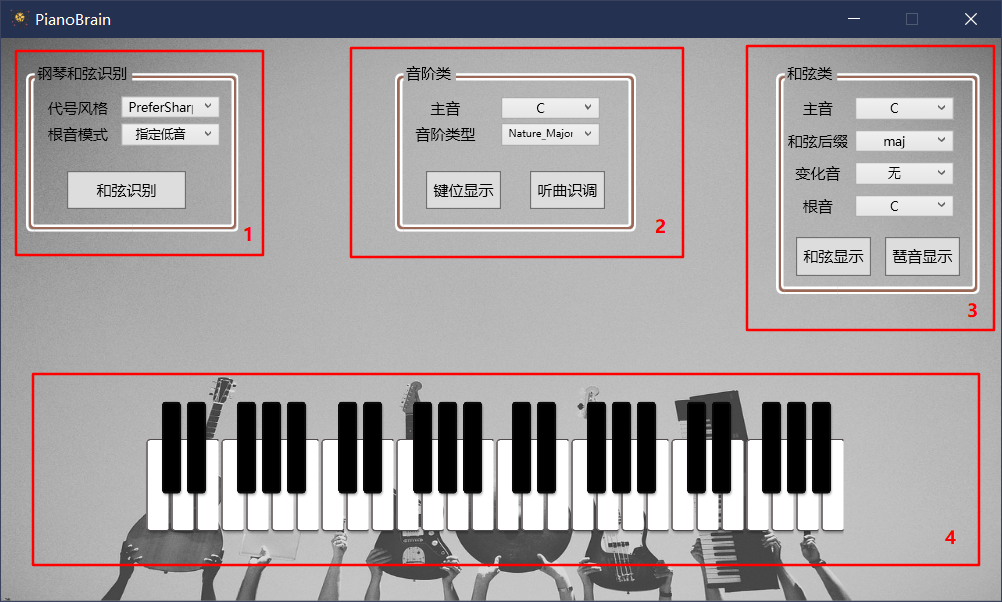 PianoBrain
钢琴和弦识别
代号风格 PreferShar
根音模式 指定低音
和弦识别
1
音阶类
主音 C
音阶类型 Nature_Major
键位显示 听曲识调
2
和弦类
主音 C
和弦后缀 maj
变化音 无
根音 C
和弦显示 琶音显示
3
4